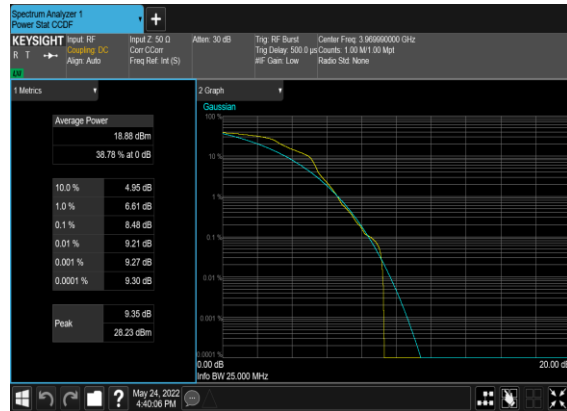 Spectrum Analyzer 1
Power Stat CCDF
KEYSIGHT Input: RF Input Z: 50 Ω Atten: 30 dB Trig: RF Burst Center Freq: 3.969990000 GHz
R T Coupling: DC Corr CCorr Trig Delay: 500.0 µs Counts: 1.00 M/1.00 Mpt
Align: Auto Freq Ref: Int (S) #IF Gain: Low Radio Std: None
1 Metrics
2 Graph
Average Power
18.88 dBm
38.78 % at 0 dB
10.0 % 4.95 dB
1.0 % 6.61 dB
0.1 % 8.48 dB
0.01 % 9.21 dB
0.001 % 9.27 dB
0.0001 % 9.30 dB
Peak 9.35 dB
28.23 dBm
Gaussian
100 %
10 %
1 %
0.1 %
0.01 %
0.001 %
0.0001 %
0.00 dB 20.00 dB
Info BW 25.000 MHz
? May 24, 2022
4:40:06 PM